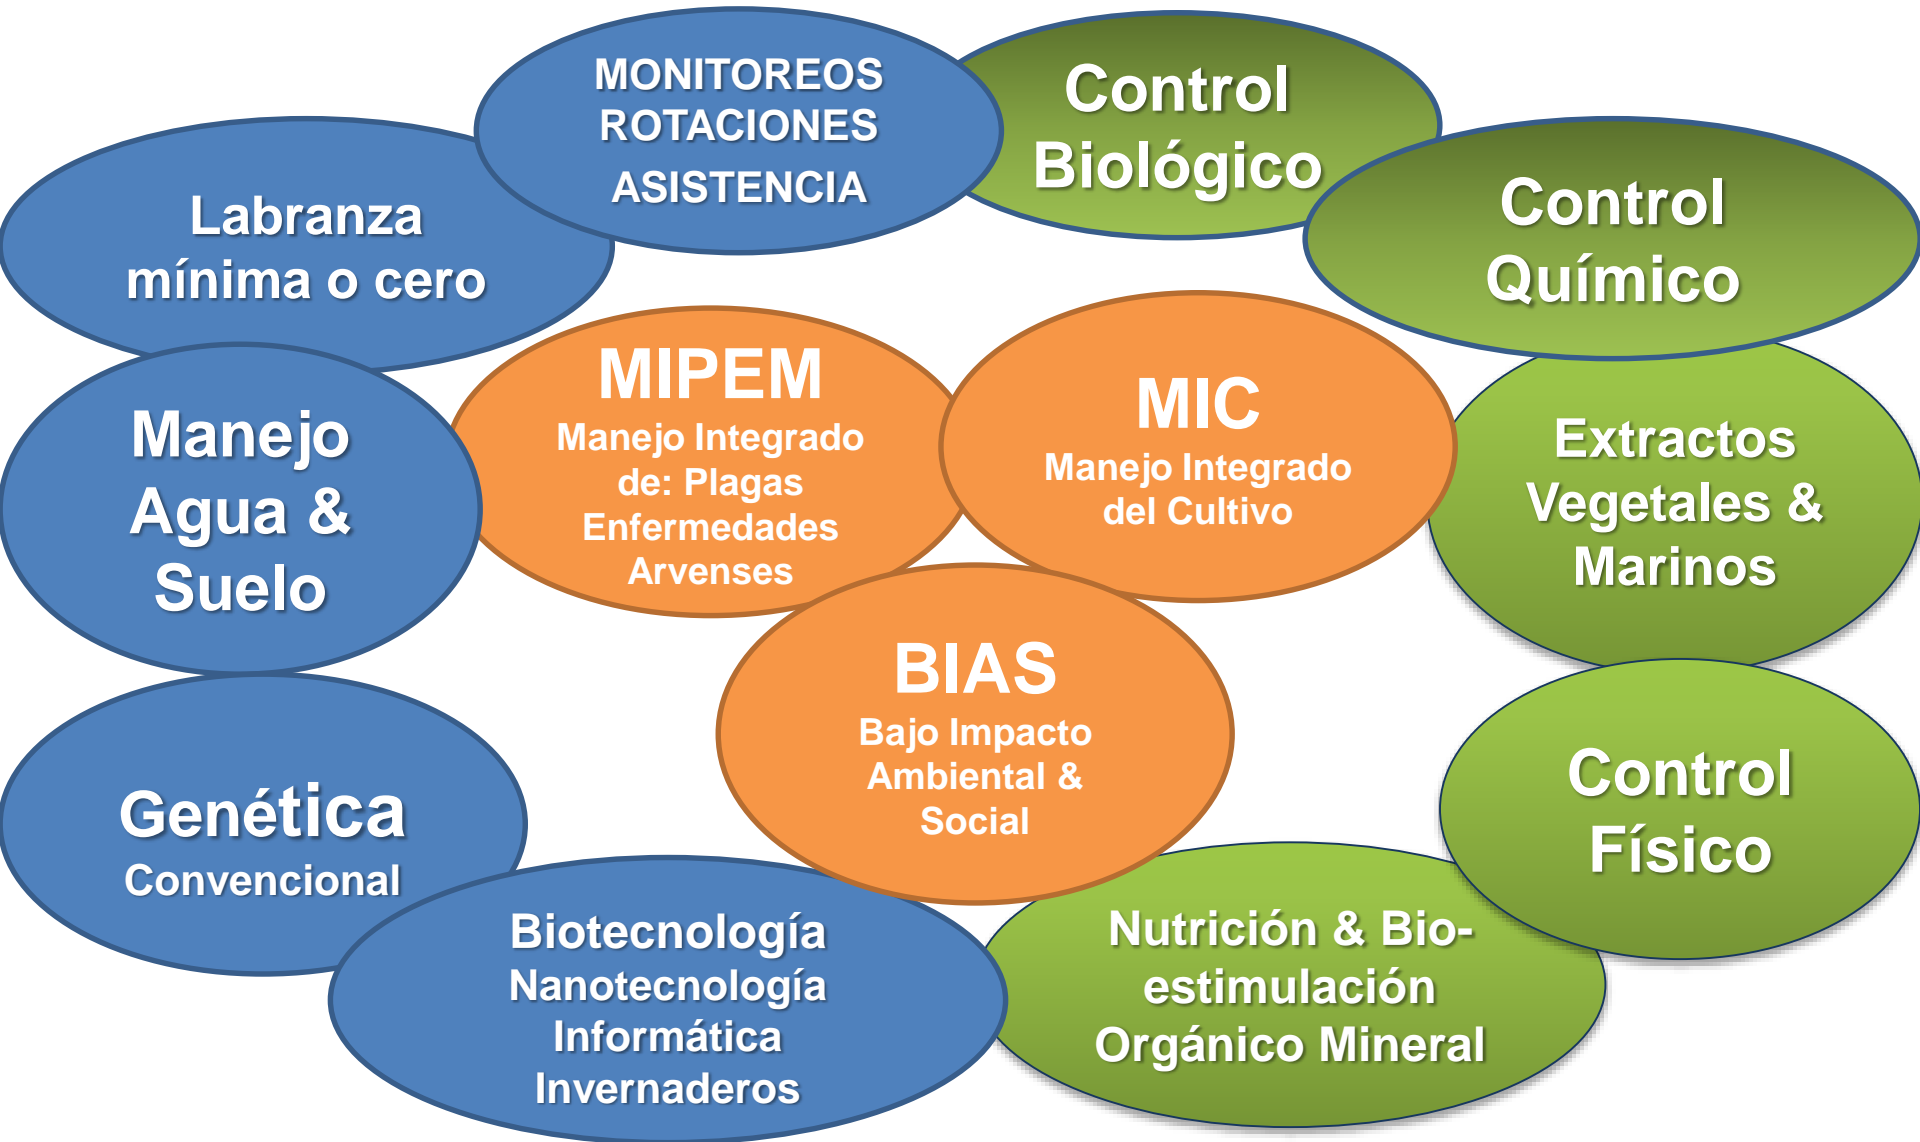 MONITOREOS
ROTACIONES
ASISTENCIA
Control
Biológico
Labranza
mínima o cero
Control
Químico
MIPEM
Manejo Integrado
de: Plagas
Enfermedades
Arvenses
MIC
Manejo Integrado
del Cultivo
Manejo
Agua &
Suelo
Extractos
Vegetales &
Marinos
BIAS
Bajo Impacto
Ambiental &
Social
Genética
Convencional
Control
Físico
Biotecnología
Nanotecnología
Informática
Invernaderos
Nutrición & Bio-
estimulación
Orgánico Mineral